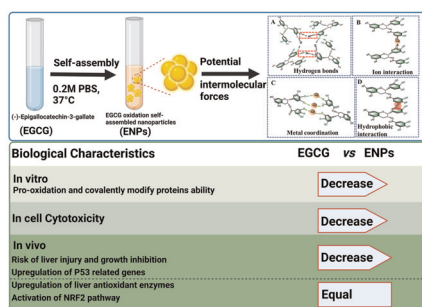 Self-assembly
0.2M PBS,
37°C
(-)-Epigallocatechin-3-gallate
(EGCG)
EGCG oxidation self-
assembled nanoparticles
(ENPs)
Potential
intermolecular
forces
A
Hydrogen bonds
B
Ion interaction
C
Metal coordination
D
Hydrophobic
interaction
Biological Characteristics
EGCG vs ENPs
In vitro
Pro-oxidation and covalently modify proteins ability
Decrease
In cell Cytotoxicity
Decrease
In vivo
Risk of liver injury and growth inhibition
Upregulation of P53 related genes
Decrease
Upregulation of liver antioxidant enzymes
Activation of NRF2 pathway
Equal